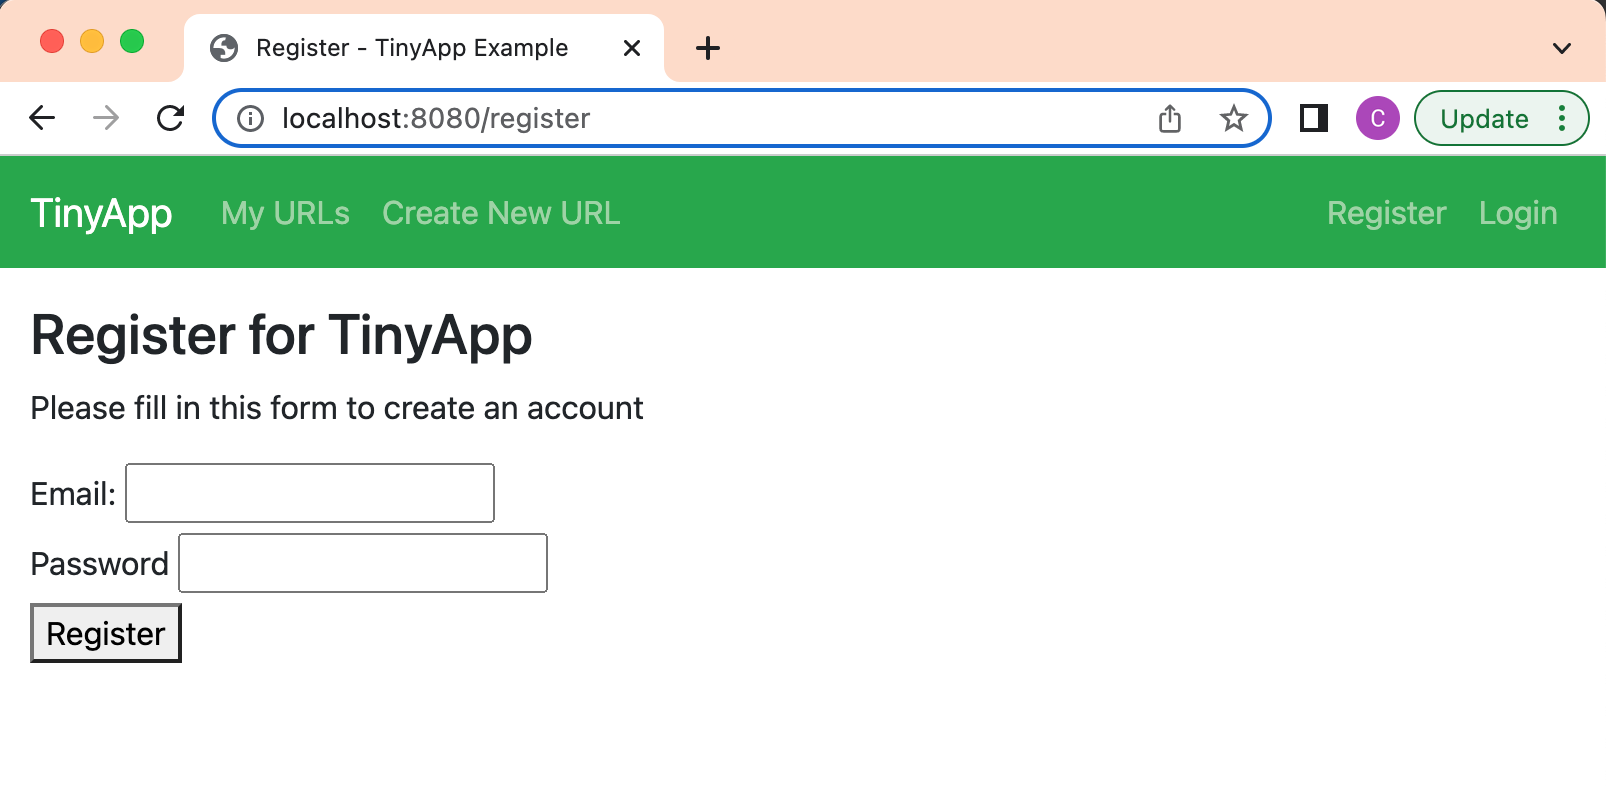 Register - TinyApp Example
localhost:8080/register
C
Update
TinyApp My URLs Create New URL Register Login
Register for TinyApp
Please fill in this form to create an account
Email:
Password
Register